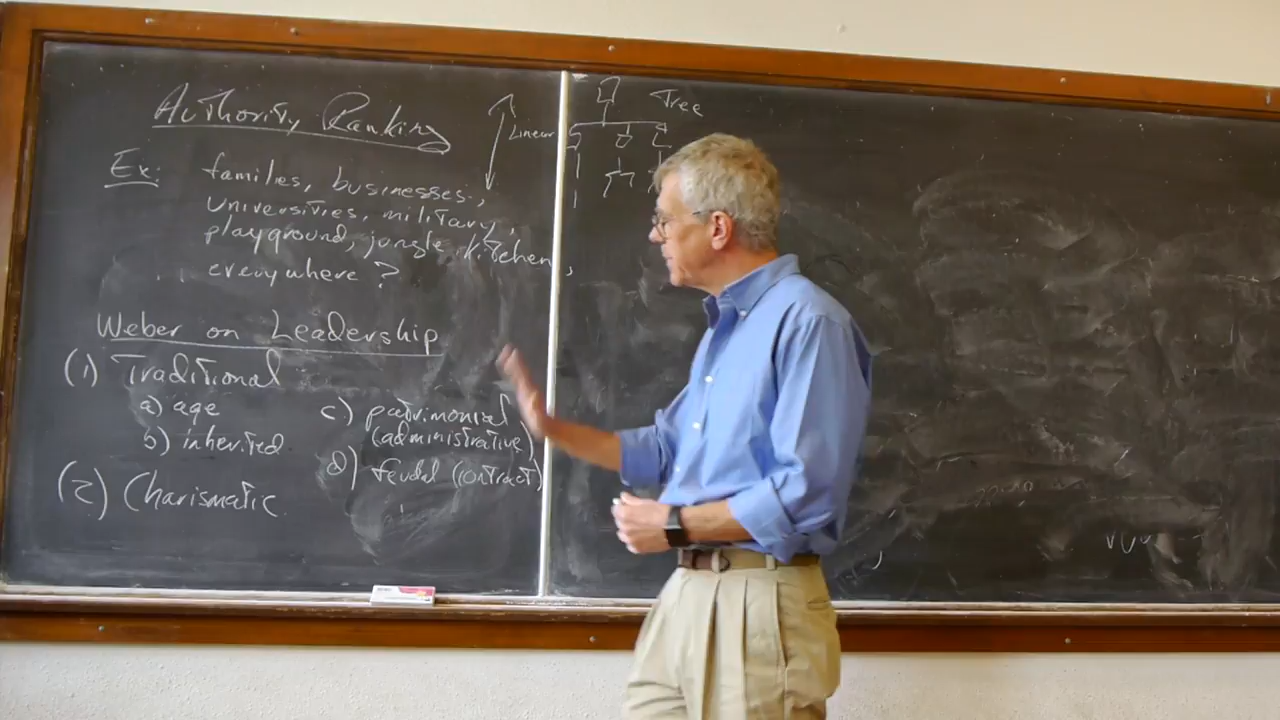 Authority Ranking
Linear
Tree
Ex: families, businesses,
universities, military,
playground, jungle, kitchen,
everywhere?
Weber on Leadership
(1) Traditional
a) age
b) inherited
c) patrimonial
(administrative)
d) feudal (contract)
(2) Charismatic